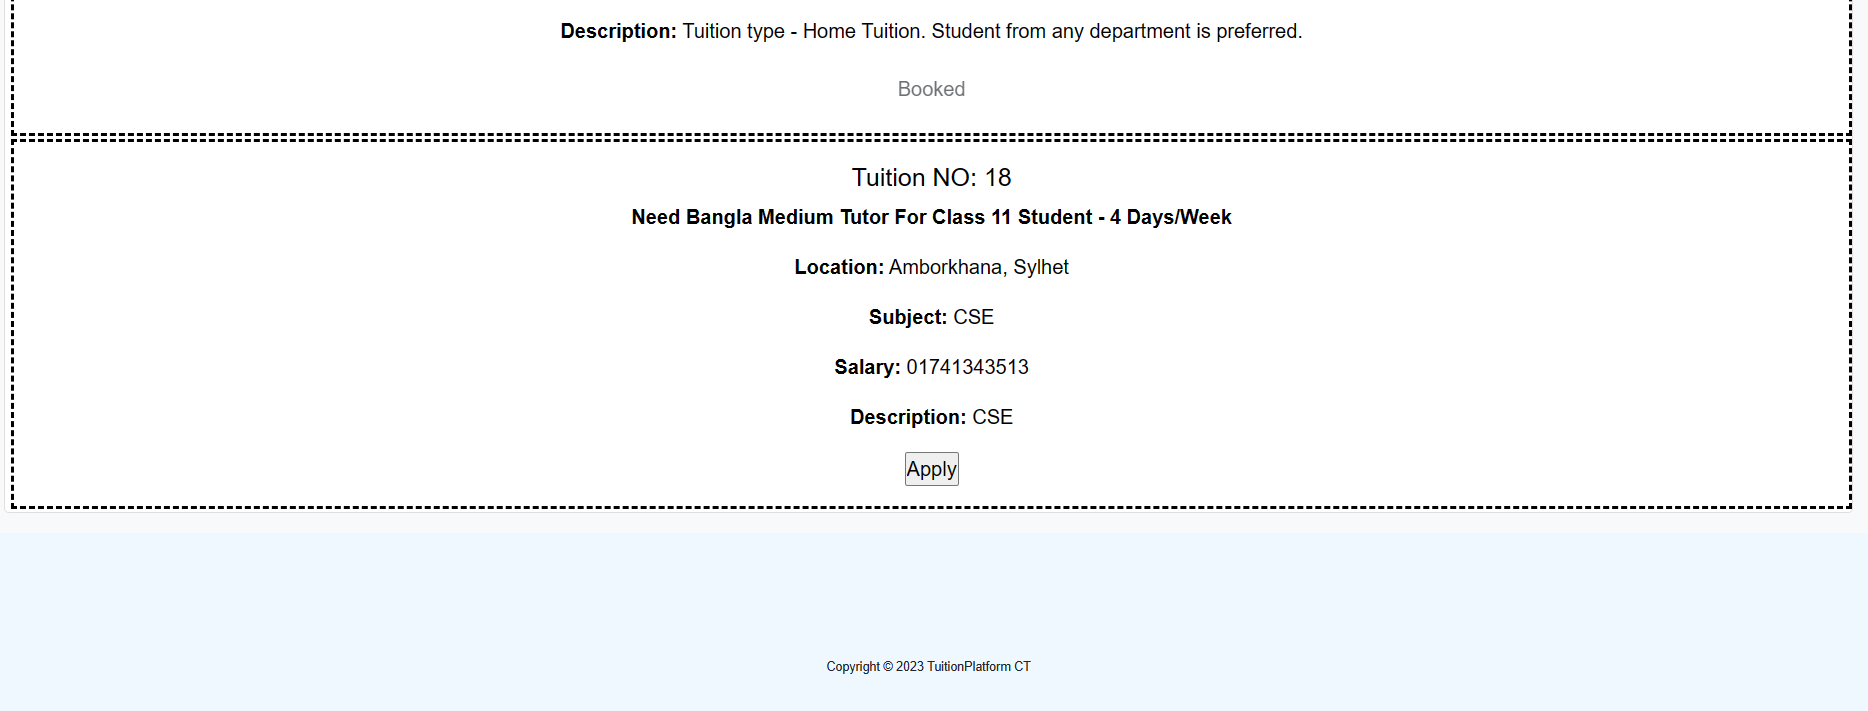 Description: Tuition type - Home Tuition. Student from any department is preferred.
Booked
Tuition NO: 18
Need Bangla Medium Tutor For Class 11 Student - 4 Days/Week
Location: Amborkhana, Sylhet
Subject: CSE
Salary: 01741343513
Description: CSE
Apply
Copyright © 2023 TuitionPlatform CT